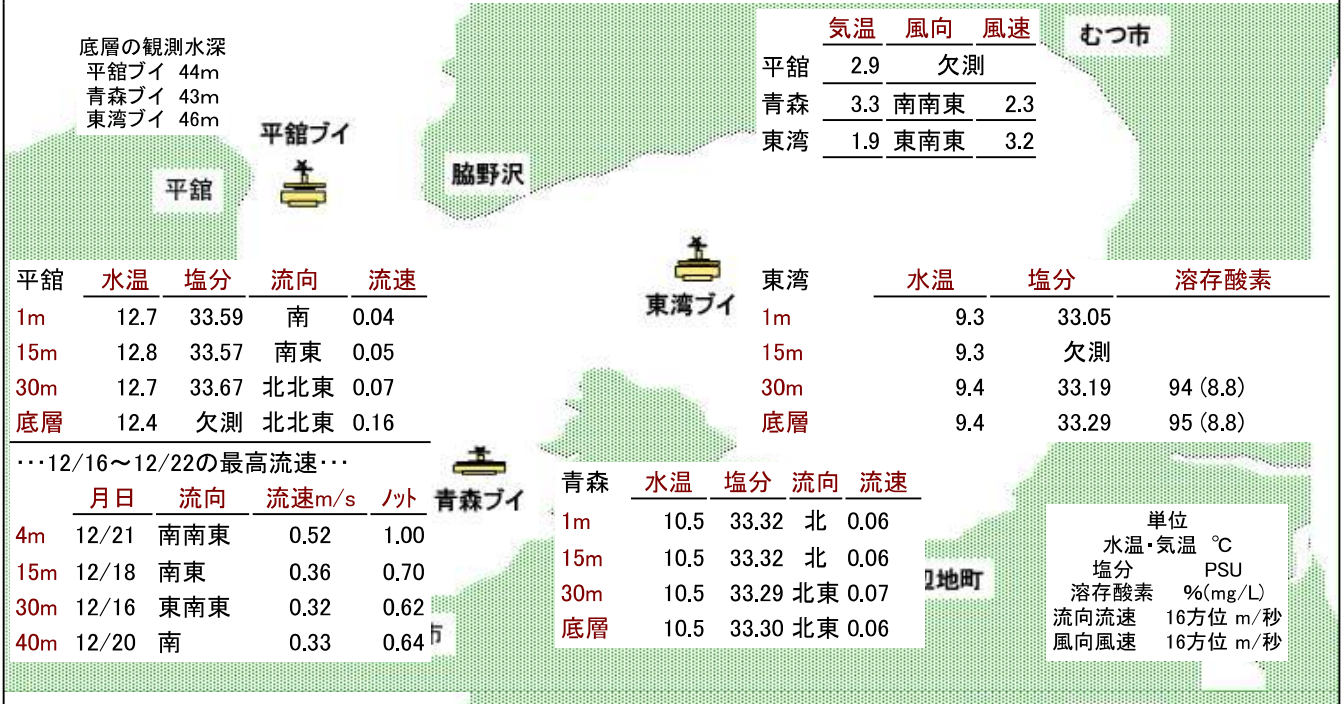 底層の観測水深
平舘ブイ 44m
青森ブイ 43m
東湾ブイ 46m
気温 風向 風速
平舘 2.9 欠測
青森 3.3 南南東 2.3
東湾 1.9 東南東 3.2
むつ市
平舘ブイ
平舘
脇野沢
東湾ブイ
平舘 水温 塩分 流向 流速
1m 12.7 33.59 南 0.04
15m 12.8 33.57 南東 0.05
30m 12.7 33.67 北北東 0.07
底層 12.4 欠測 北北東 0.16
東湾 水温 塩分 溶存酸素
1m 9.3 33.05
15m 9.3 欠測
30m 9.4 33.19 94 (8.8)
底層 9.4 33.29 95 (8.8)
･･･12/16～12/22の最高流速･･･
月日 流向 流速m/s ノット
4m 12/21 南南東 0.52 1.00
15m 12/18 南東 0.36 0.70
30m 12/16 東南東 0.32 0.62
40m 12/20 南 0.33 0.64
市
青森ブイ
青森 水温 塩分 流向 流速
1m 10.5 33.32 北 0.06
15m 10.5 33.32 北 0.06
30m 10.5 33.29 北東 0.07
底層 10.5 33.30 北東 0.06
辺地町
単位
水温・気温 ℃
塩分 PSU
溶存酸素 %(mg/L)
流向流速 16方位 m/秒
風向風速 16方位 m/秒